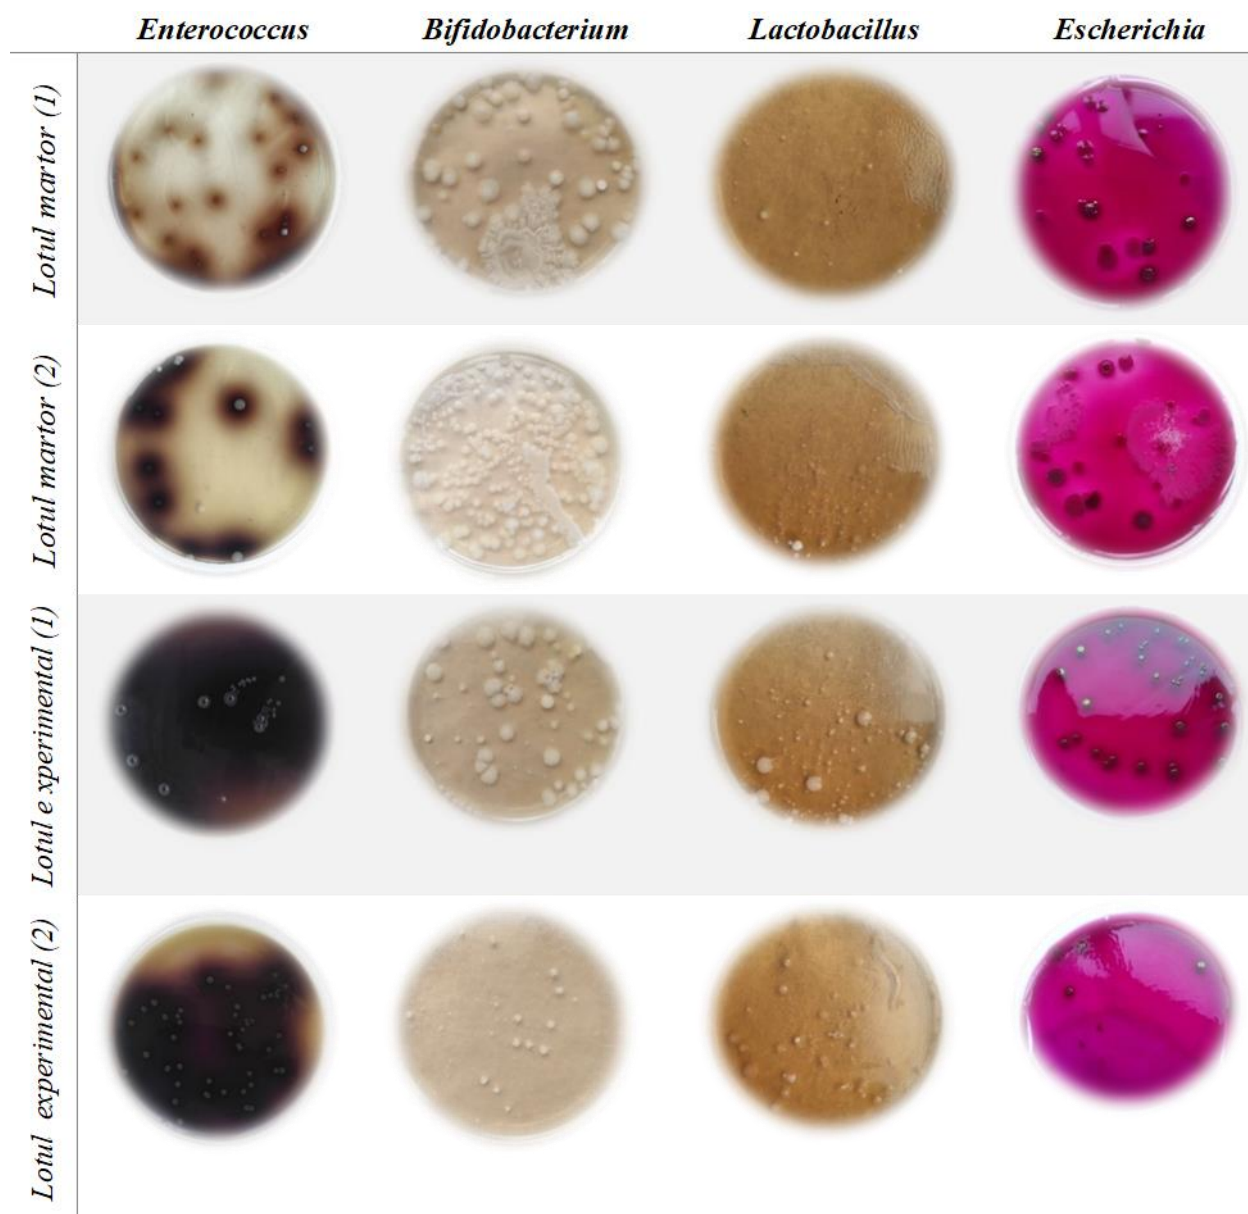 Enterococcus Bifidobacterium Lactobacillus Escherichia
Lotul martor (1)
Lotul martor (2)
Lotul e xperimental (1)
Lotul experimental (2)